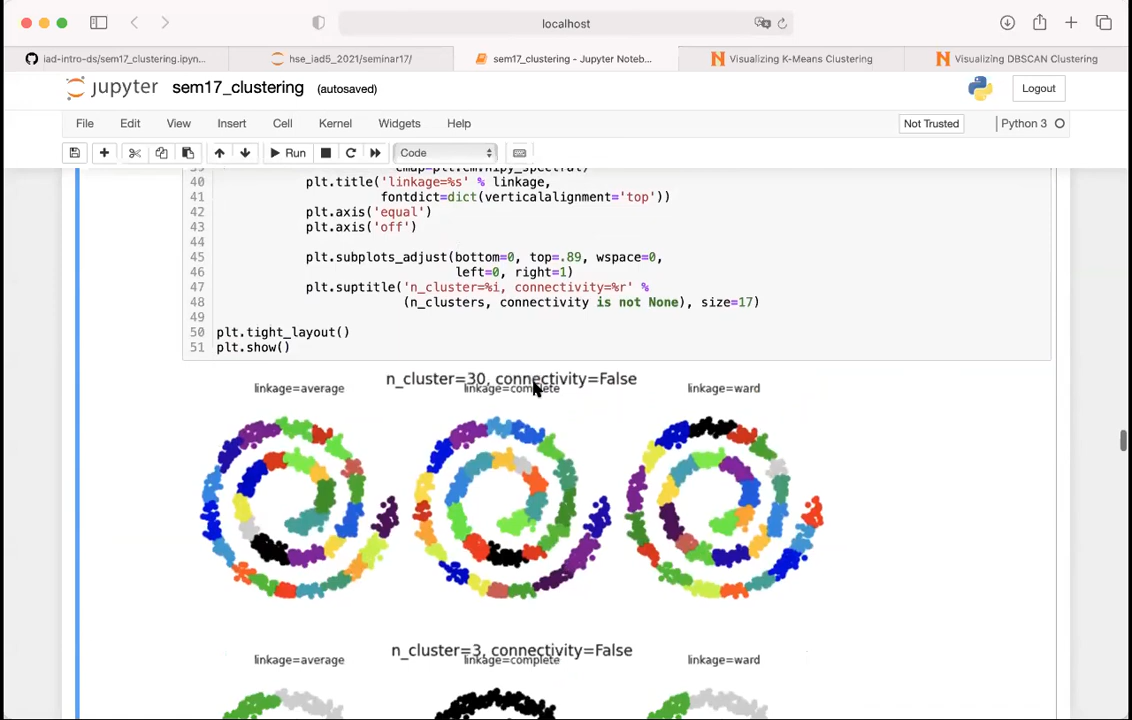 localhost
iad-intro-ds/sem17_clustering.ipyn...
hse_iad5_2021/seminar17/
sem17_clustering - Jupyter Noteb...
Visualizing K-Means Clustering
Visualizing DBSCAN Clustering
jupyter sem17_clustering (autosaved)
Logout
File Edit View Insert Cell Kernel Widgets Help
Not Trusted
Python 3
Run
Code
40 plt.title('linkage=%s' % linkage,
41 fontdict=dict(verticalalignment='top'))
42 plt.axis('equal')
43 plt.axis('off')
44
45 plt.subplots_adjust(bottom=0, top=.89, wspace=0,
46 left=0, right=1)
47 plt.suptitle('n_cluster=%i, connectivity=%r' %
48 (n_clusters, connectivity is not None), size=17)
49
50 plt.tight_layout()
51 plt.show()
n_cluster=30, connectivity=False
linkage=average linkage=complete linkage=ward
n_cluster=3, connectivity=False
linkage=average linkage=complete linkage=ward